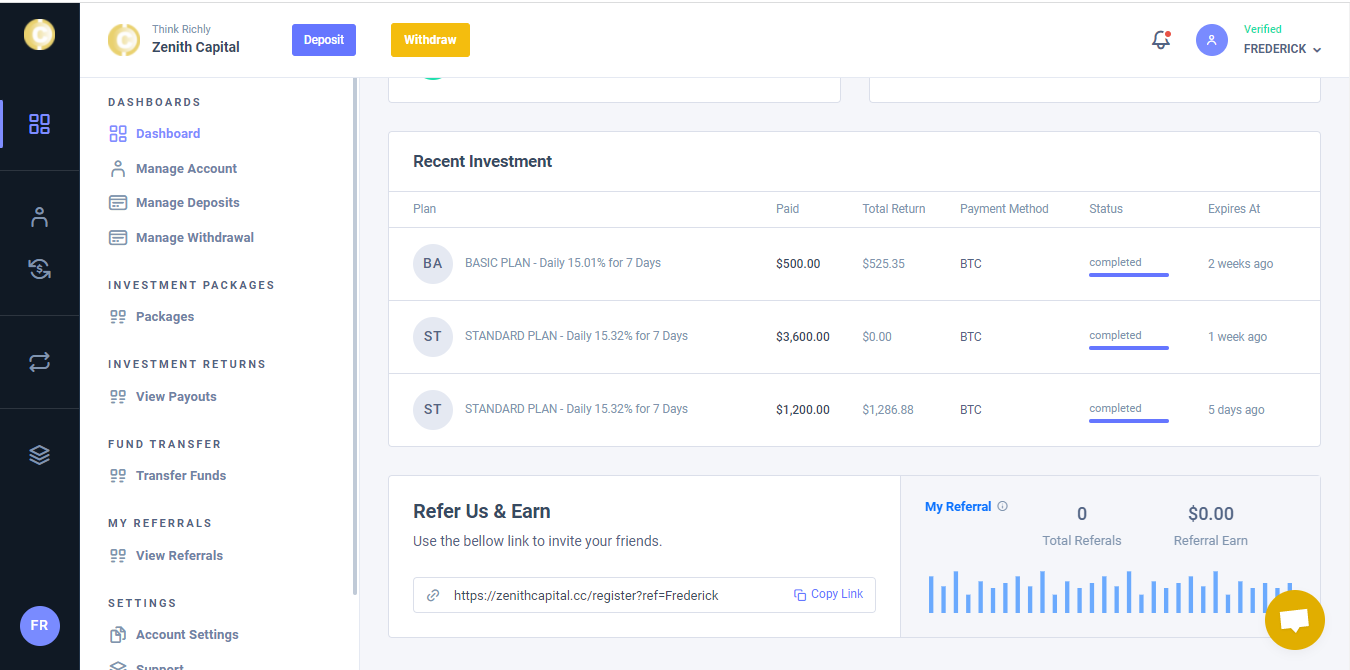 Think Richly
Zenith Capital
Deposit
Withdraw
Verified
FREDERICK
DASHBOARDS
Dashboard
Manage Account
Manage Deposits
Manage Withdrawal
INVESTMENT PACKAGES
Packages
INVESTMENT RETURNS
View Payouts
FUND TRANSFER
Transfer Funds
MY REFERRALS
View Referrals
SETTINGS
Account Settings
Support
FR
Recent Investment
Plan Paid Total Return Payment Method Status Expires At
BA BASIC PLAN - Daily 15.01% for 7 Days $500.00 $525.35 BTC completed 2 weeks ago
ST STANDARD PLAN - Daily 15.32% for 7 Days $3,600.00 $0.00 BTC completed 1 week ago
ST STANDARD PLAN - Daily 15.32% for 7 Days $1,200.00 $1,286.88 BTC completed 5 days ago
Refer Us & Earn
Use the bellow link to invite your friends.
https://zenithcapital.cc/register?ref=Frederick Copy Link
My Referral
0
Total Referals
$0.00
Referral Earn